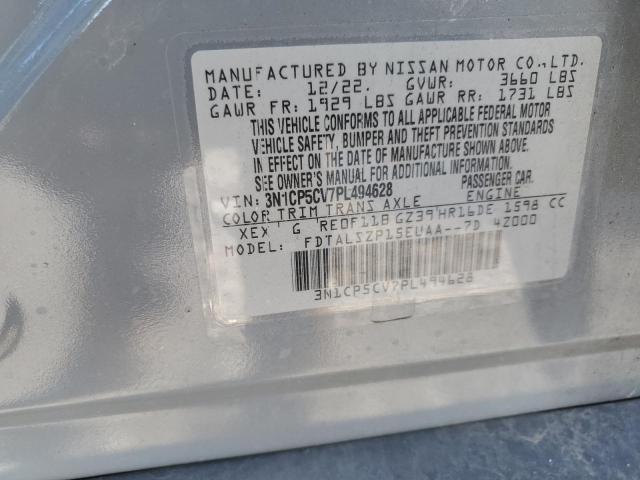 MANUFACTURED BY NISSAN MOTOR CO.,LTD.
DATE: 12/22. GVWR: 3660 LBS
GAWR FR: 1929 LBS GAWR RR: 1731 LBS
THIS VEHICLE CONFORMS TO ALL APPLICABLE FEDERAL MOTOR
VEHICLE SAFETY, BUMPER AND THEFT PREVENTION STANDARDS
IN EFFECT ON THE DATE OF MANUFACTURE SHOWN ABOVE.
SEE OWNER'S MANUAL FOR ADDITIONAL INFORMATION.
VIN: 3N1CP5CV7PL494628 PASSENGER CAR.
COLOR TRIM TRANS AXLE ENGINE
XEX G RE0F11B GZ39 HR16DE 1598 CC
MODEL: FDTALSZP15EUAA--7D 4Z000
3N1CP5CV7PL494628